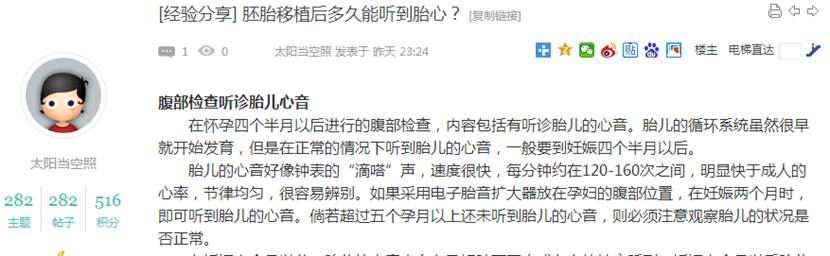 [经验分享] 胚胎移植后多久能听到胎心？ [复制链接]
1 0 太阳当空照 发表于 昨天 23:24 楼主 电梯直达
腹部检查听诊胎儿心音
在怀孕四个半月以后进行的腹部检查，内容包括有听诊胎儿的心音。胎儿的循环系统虽然很早
就开始发育，但是在正常的情况下听到胎儿的心音，一般要到妊娠四个半月以后。
太阳当空照
胎儿的心音好像钟表的“滴嗒”声，速度很快，每分钟约在120-160次之间，明显快于成人的
心率，节律均匀，很容易辨别。如果采用电子胎音扩大器放在孕妇的腹部位置，在妊娠两个月时，
即可听到胎儿的心音。倘若超过五个孕月以上还未听到胎儿的心音，则必须注意观察胎儿的状况是
否正常。
282 282 516
主题 帖子 积分